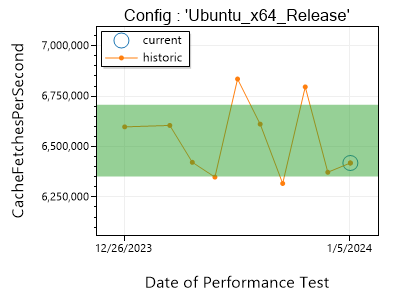 Config : 'Ubuntu_x64_Release'
current
historic
7,000,000
6,750,000
6,500,000
6,250,000
CacheFetchesPerSecond
12/26/2023
1/5/2024
Date of Performance Test